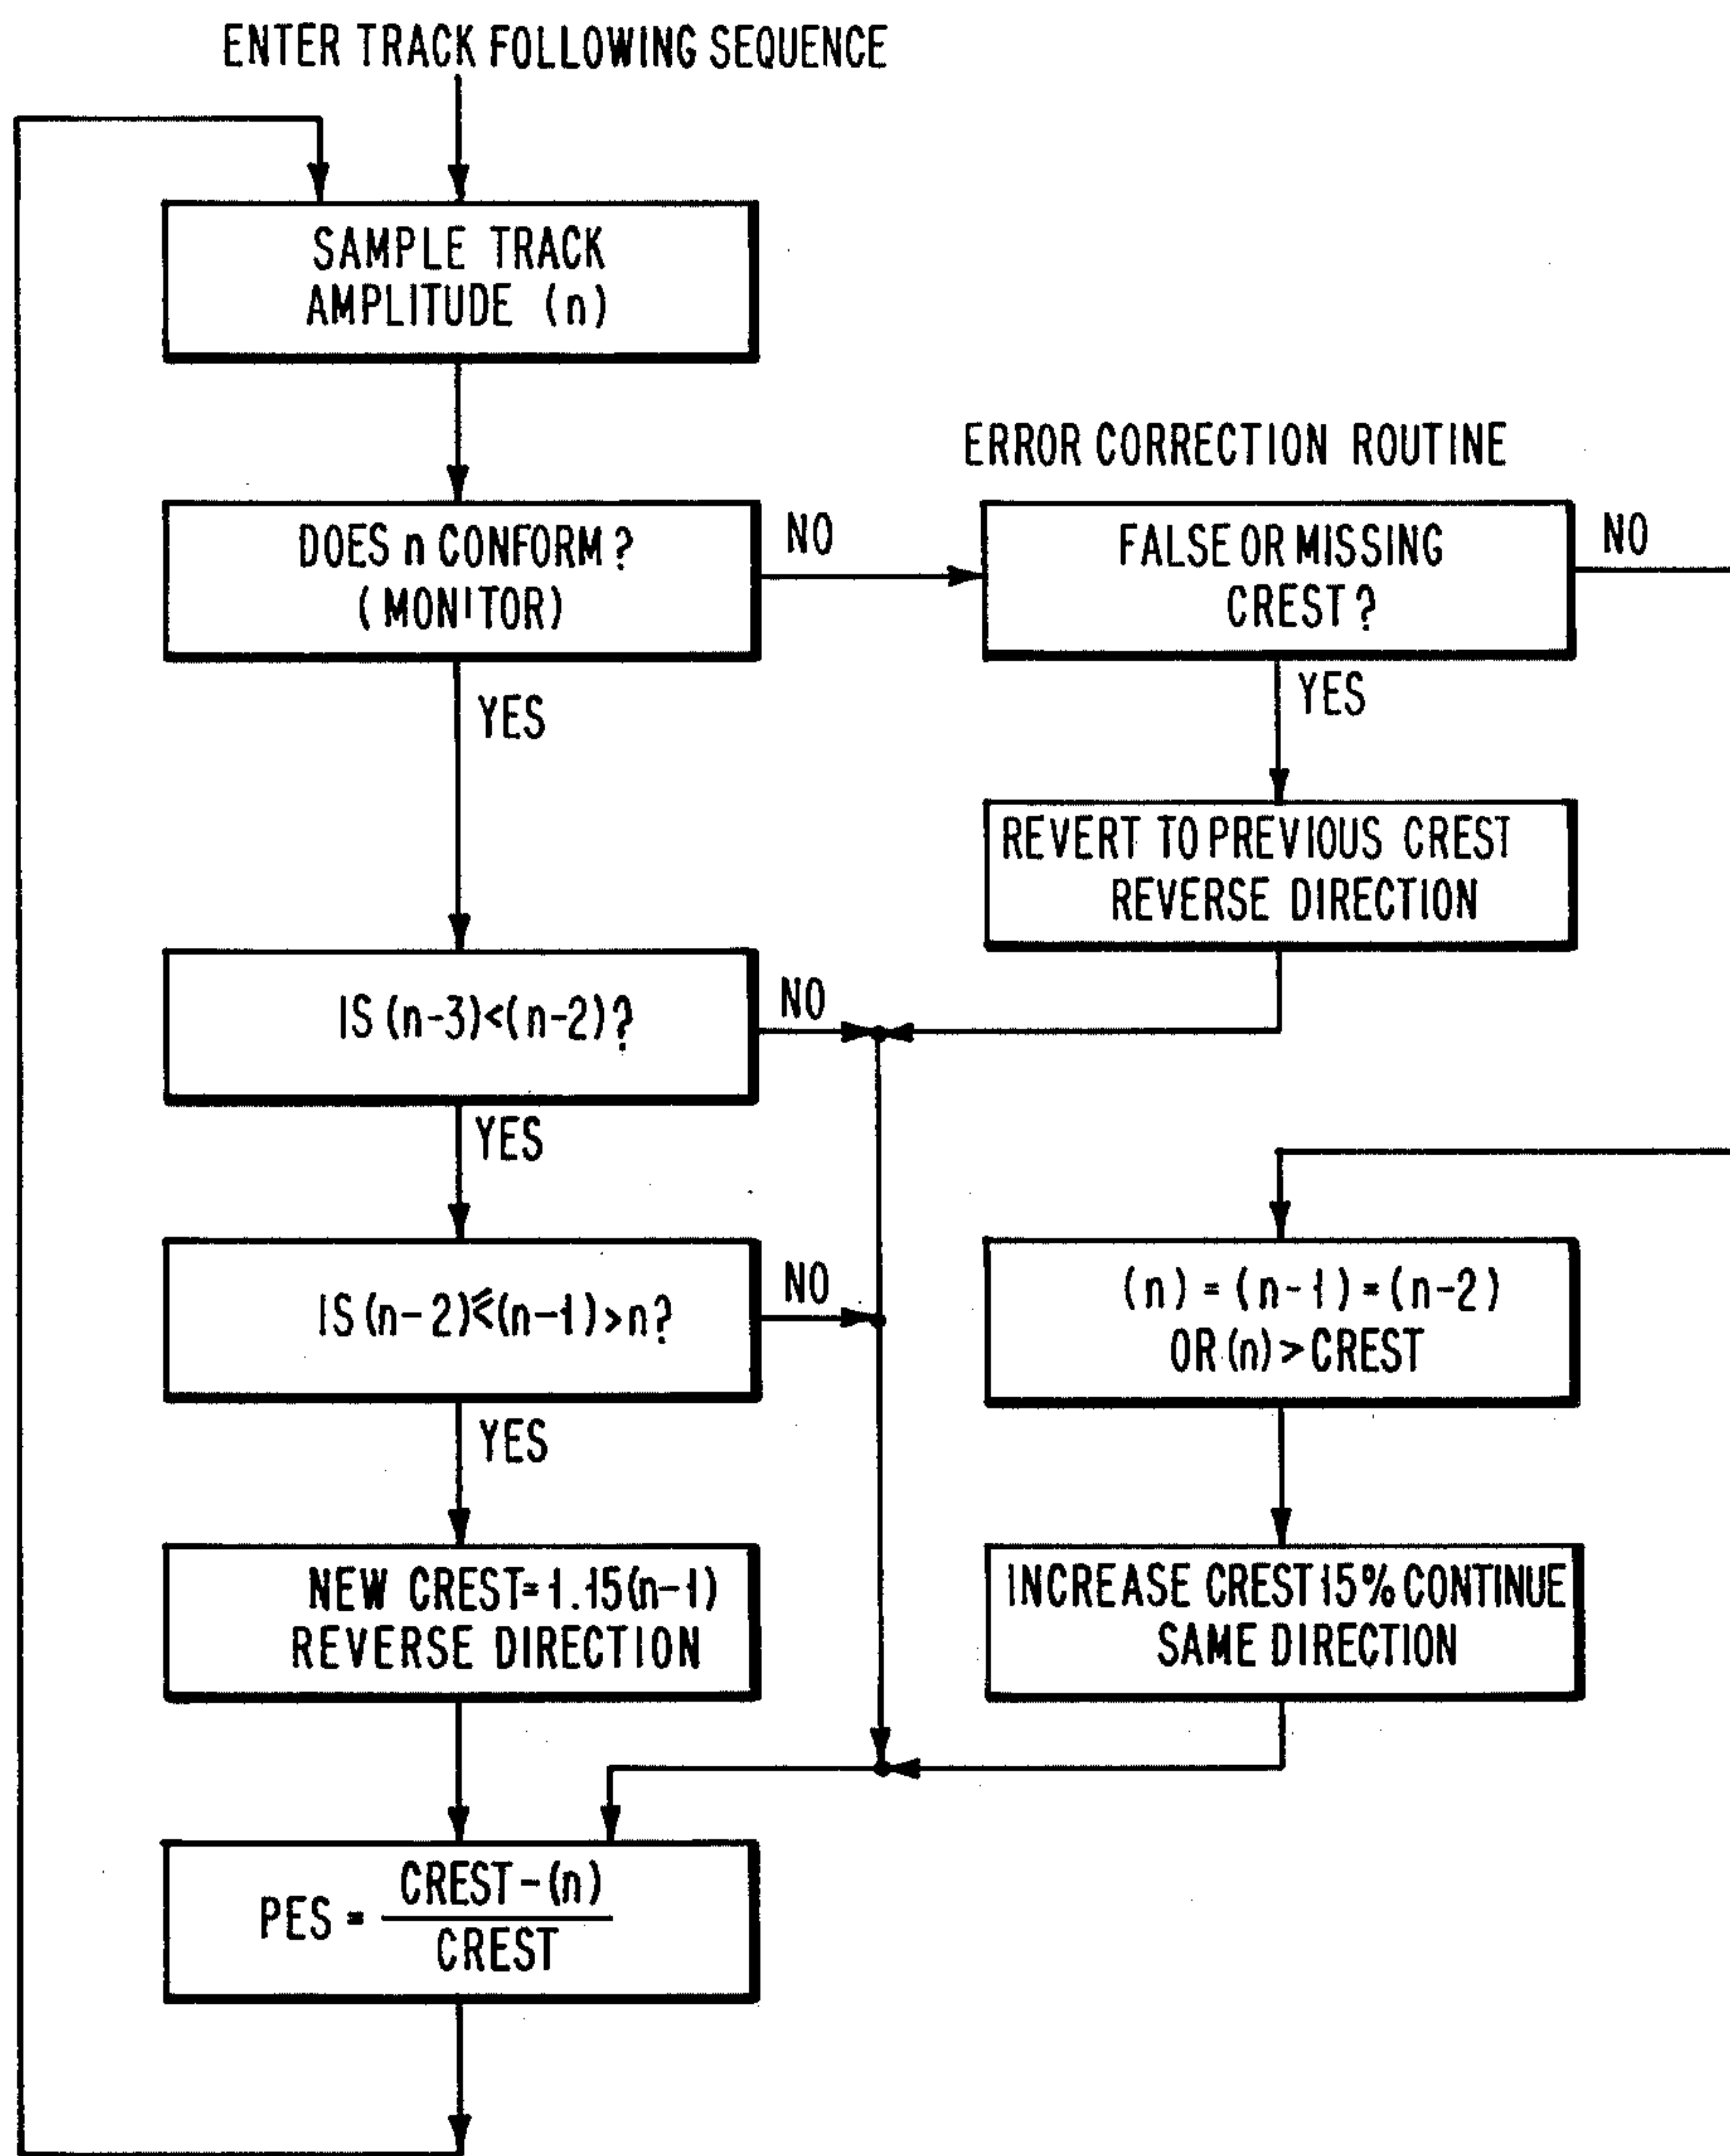 ENTER TRACK FOLLOWING SEQUENCE
SAMPLE TRACK
AMPLITUDE (n)
ERROR CORRECTION ROUTINE
DOES n CONFORM?
(MONITOR)
NO
FALSE OR MISSING
CREST?
NO
YES
YES
REVERT TO PREVIOUS CREST
REVERSE DIRECTION
IS (n-3)<(n-2)?
NO
YES
IS (n-2)≤(n-1)>n?
NO
(n) = (n-1) = (n-2)
OR (n) > CREST
YES
NEW CREST=1.15(n-1)
REVERSE DIRECTION
INCREASE CREST 15% CONTINUE
SAME DIRECTION
PES = CREST-(n)
CREST